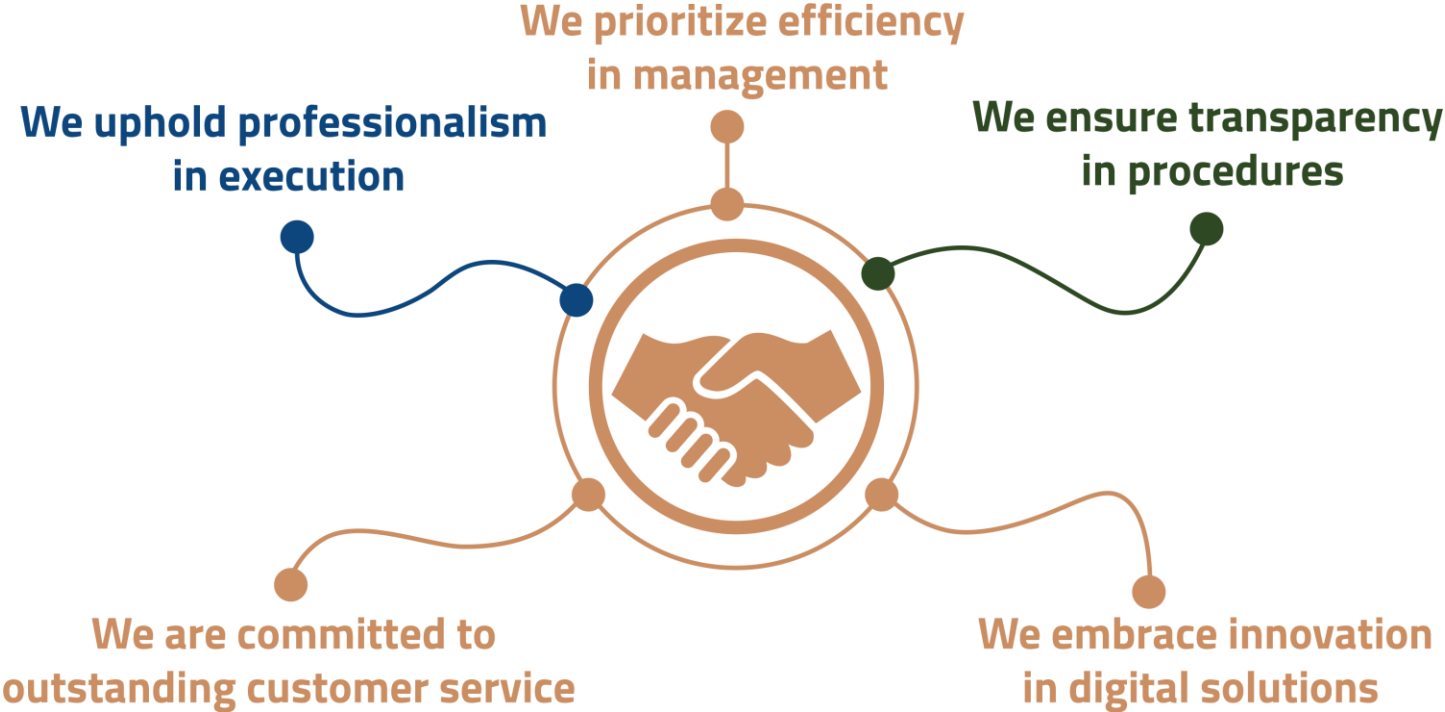 We prioritize efficiency
in management
We uphold professionalism
in execution
We ensure transparency
in procedures
We are committed to
outstanding customer service
We embrace innovation
in digital solutions